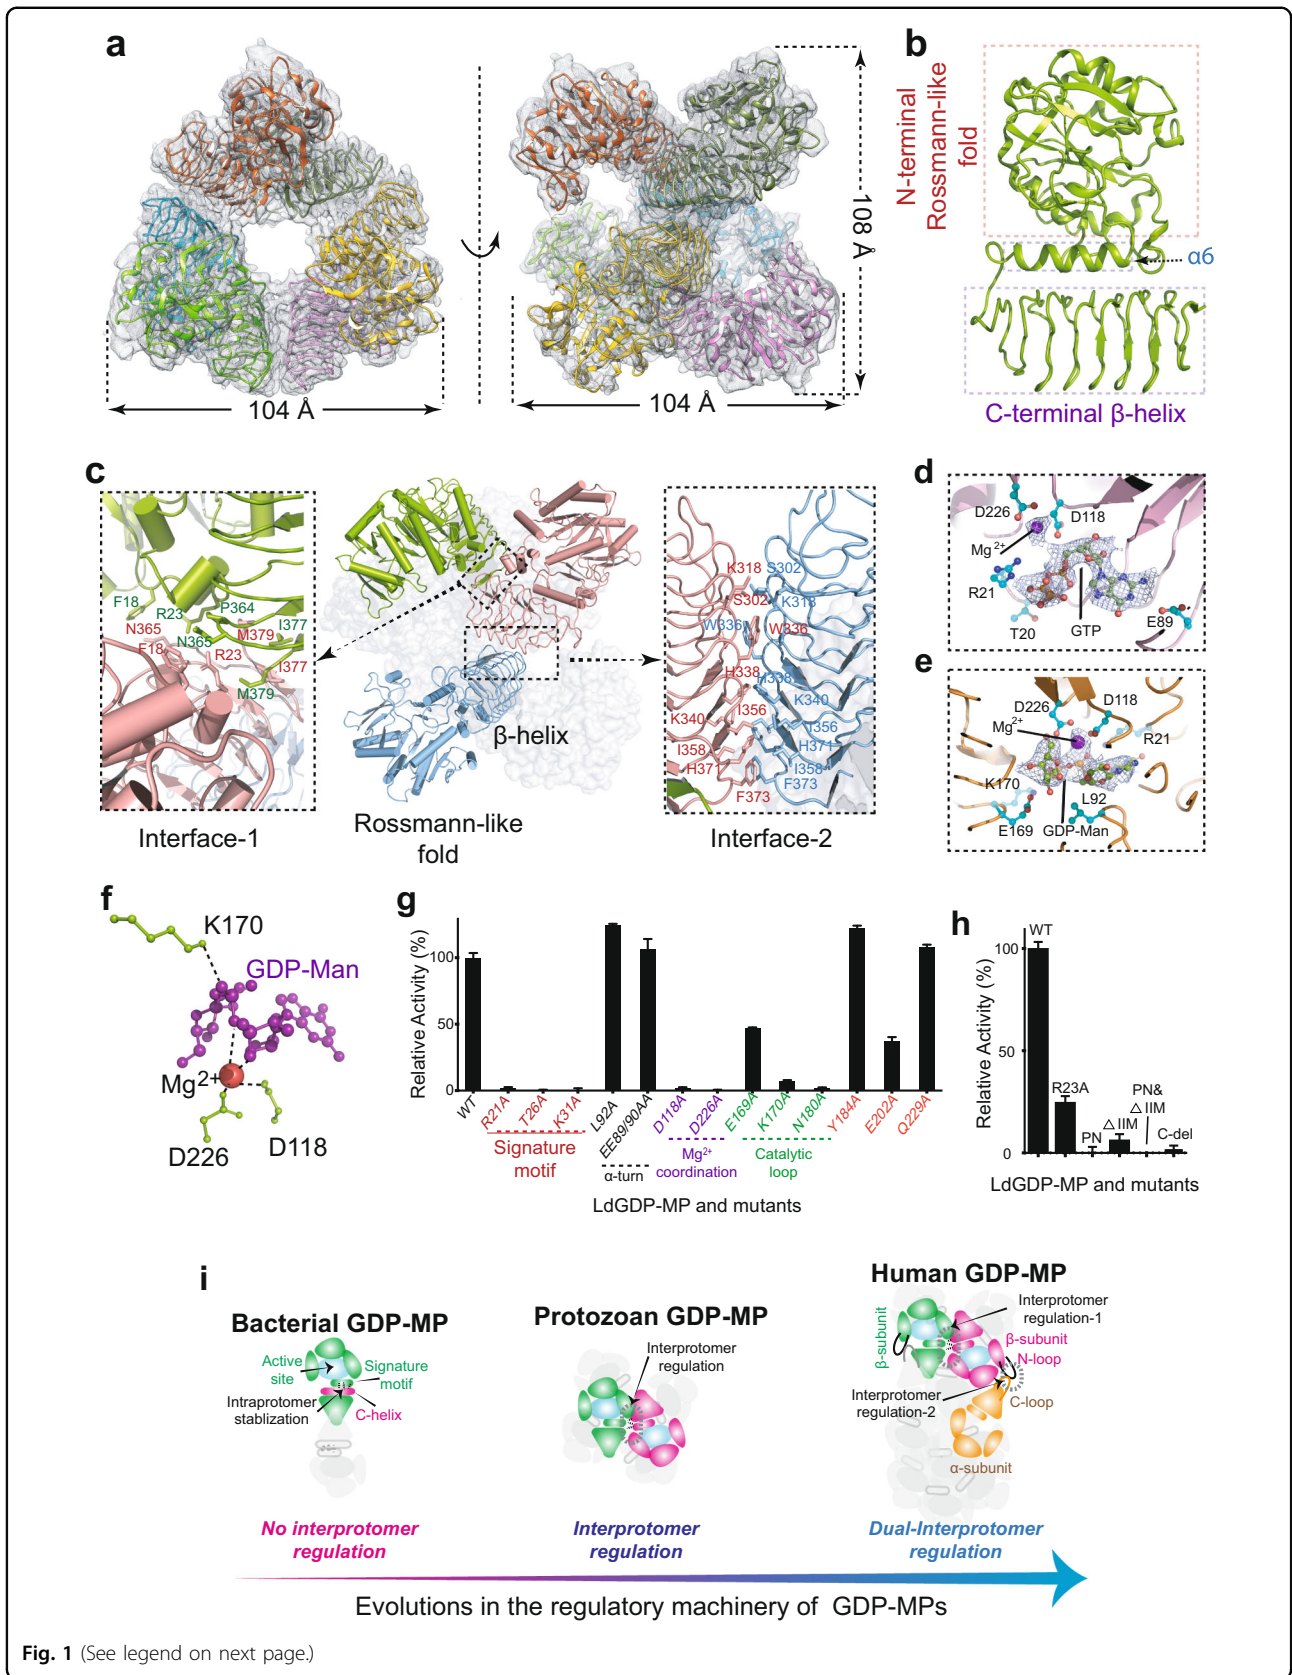 a
104 Å
104 Å
108 Å
b
N-terminal
Rossmann-like
fold
α6
C-terminal β-helix
c
F18
R23
P364
N365
I377
N365
M379
F18
R23
I377
M379
Interface-1
β-helix
Rossmann-like
fold
K318
S302
S302
K318
W336
W336
H338
H338
K340
I356
K340
I356
I358
H371
H371
I358
F373
F373
Interface-2
d
D226
D118
Mg2+
R21
T20
GTP
E89
e
D226
D118
Mg2+
R21
K170
L92
E169
GDP-Man
f
K170
GDP-Man
Mg2+
D226
D118
g
Relative Activity (%)
100
50
0
WT
R21A
T26A
K31A
L92A
EE89/90AA
D118A
D226A
E169A
K170A
N180A
Y184A
E202A
Q229A
Signature
motif
α-turn
Mg2+
coordination
Catalytic
loop
LdGDP-MP and mutants
h
Relative Activity (%)
100
50
0
WT
R23A
PN
△IIM
PN&
△IIM
C-del
LdGDP-MP and mutants
i
Bacterial GDP-MP
Active
site
Signature
motif
Intraprotomer
stablization
C-helix
Protozoan GDP-MP
Interprotomer
regulation
Human GDP-MP
β-subunit
Interprotomer
regulation-1
β-subunit
N-loop
Interprotomer
regulation-2
C-loop
α-subunit
No interprotomer
regulation
Interprotomer
regulation
Dual-Interprotomer
regulation
Evolutions in the regulatory machinery of GDP-MPs
Fig. 1 (See legend on next page.)